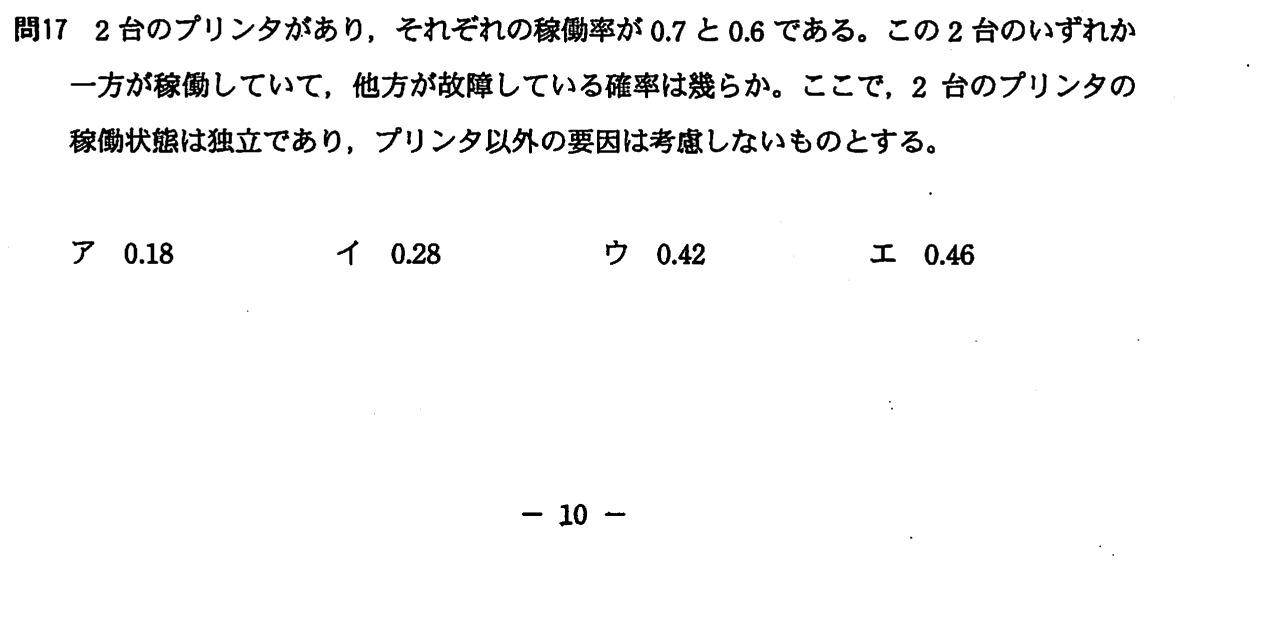 問17 2台のプリンタがあり，それぞれの稼働率が0.7と0.6である。この2台のいずれか
一方が稼働していて，他方が故障している確率は幾らか。ここで，2台のプリンタの
稼働状態は独立であり，プリンタ以外の要因は考慮しないものとする。
ア 0.18 イ 0.28 ウ 0.42 エ 0.46
－ 10 －